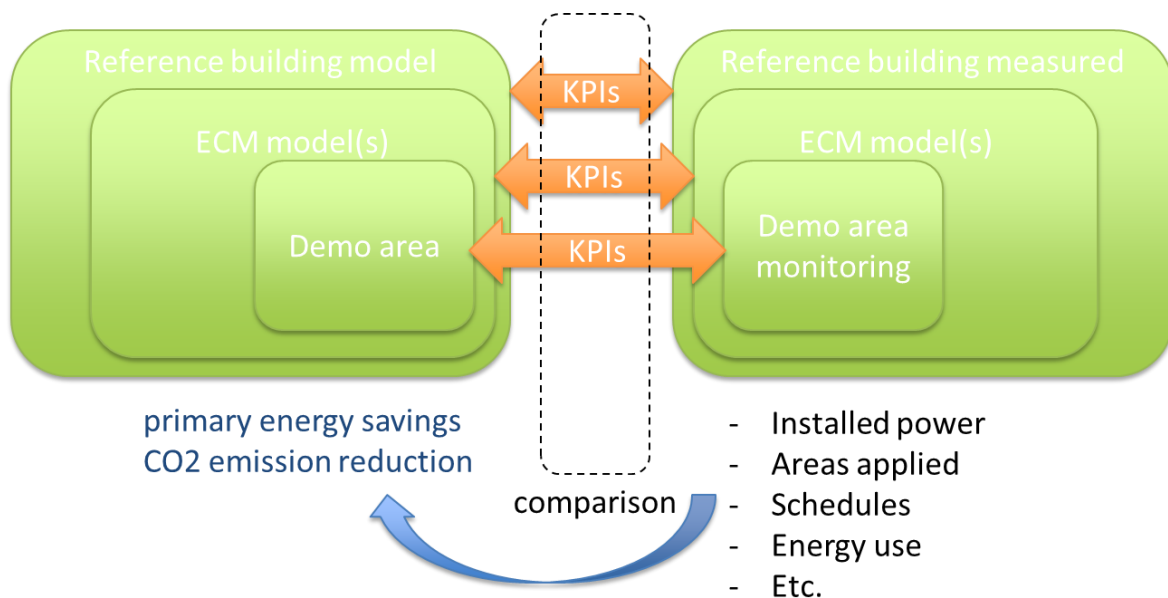 Reference building model
ECM model(s)
Demo area
KPIs
KPIs
KPIs
Reference building measured
ECM model(s)
Demo area
monitoring
primary energy savings
CO2 emission reduction
comparison
- Installed power
- Areas applied
- Schedules
- Energy use
- Etc.